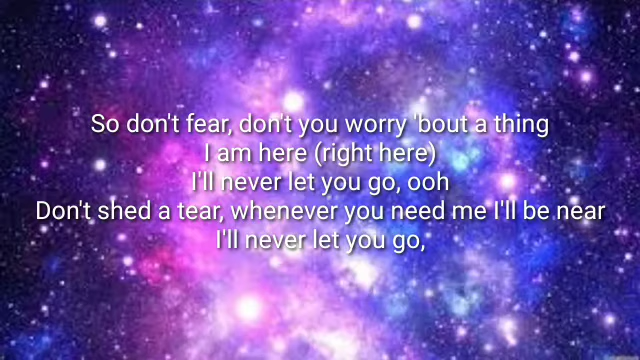 So don't fear, don't you worry 'bout a thing
I am here (right here)
I'll never let you go, ooh
Don't shed a tear, whenever you need me I'll be near
I'll never let you go,